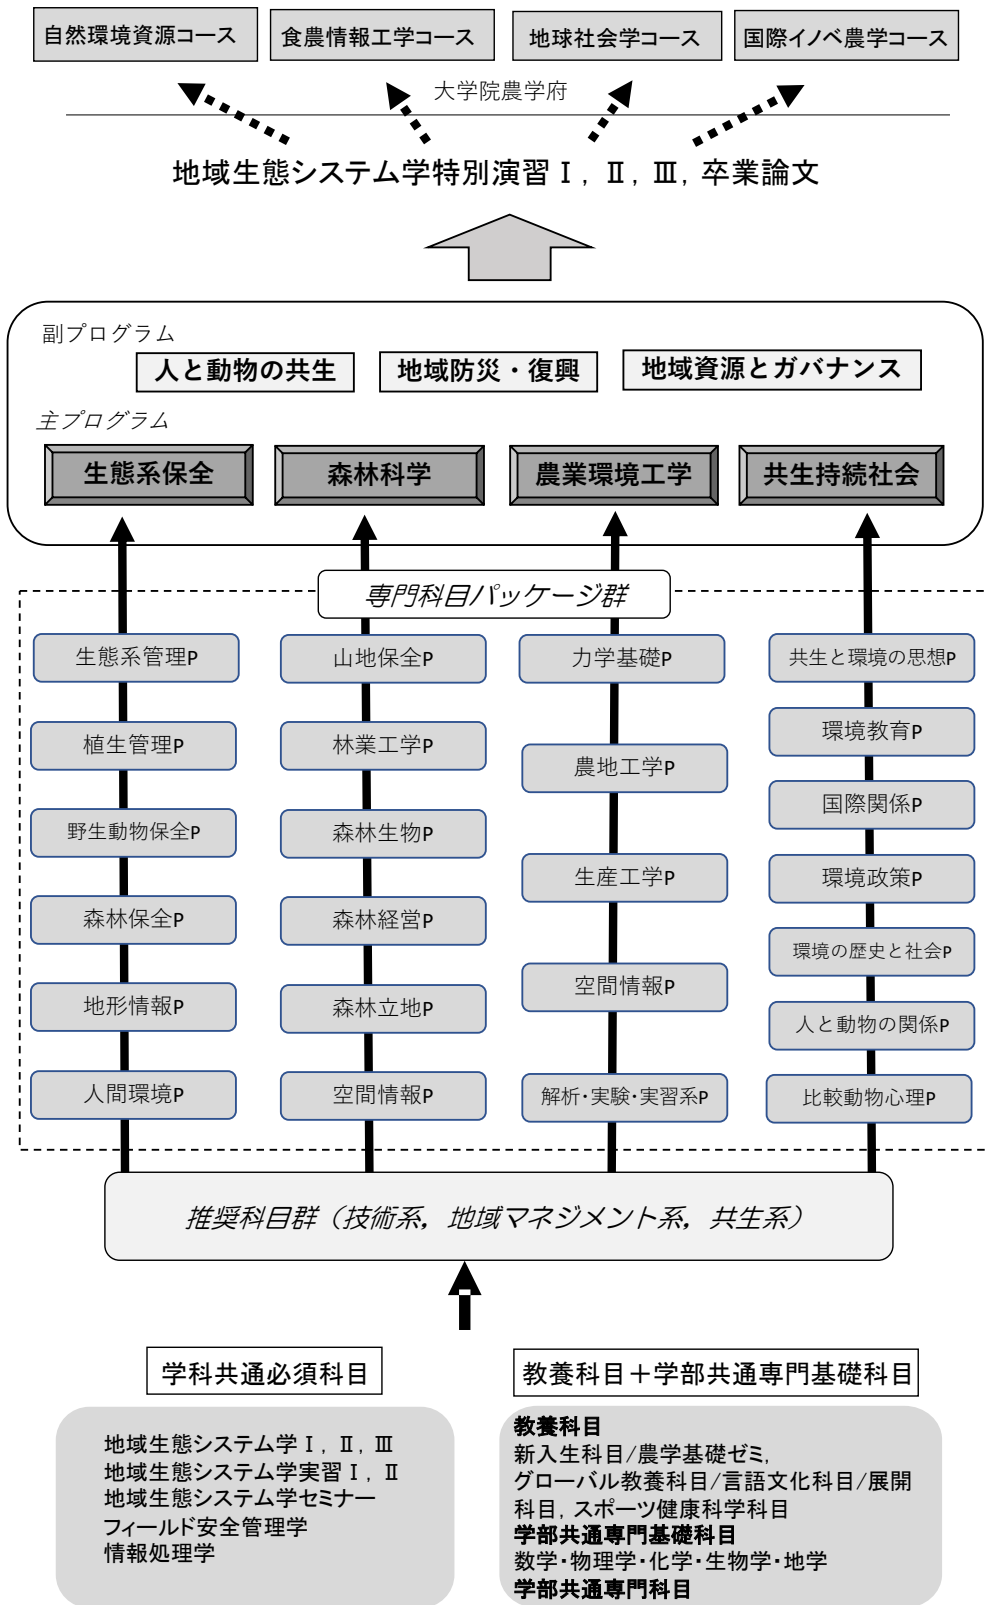 自然環境資源コース
食農情報工学コース
地球社会学コース
国際イノベ農学コース
大学院農学府
地域生態システム学特別演習Ⅰ, Ⅱ, Ⅲ, 卒業論文
副プログラム
人と動物の共生
地域防災・復興
地域資源とガバナンス
主プログラム
生態系保全
森林科学
農業環境工学
共生持続社会
専門科目パッケージ群
生態系管理P
植生管理P
野生動物保全P
森林保全P
地形情報P
人間環境P
山地保全P
林業工学P
森林生物P
森林経営P
森林立地P
空間情報P
力学基礎P
農地工学P
生産工学P
空間情報P
解析・実験・実習系P
共生と環境の思想P
環境教育P
国際関係P
環境政策P
環境の歴史と社会P
人と動物の関係P
比較動物心理P
推奨科目群（技術系，地域マネジメント系，共生系）
学科共通必須科目
地域生態システム学Ⅰ, Ⅱ, Ⅲ
地域生態システム学実習Ⅰ, Ⅱ
地域生態システム学セミナー
フィールド安全管理学
情報処理学
教養科目＋学部共通専門基礎科目
教養科目
新入生科目/農学基礎ゼミ,
グローバル教養科目/言語文化科目/展開
科目, スポーツ健康科学科目
学部共通専門基礎科目
数学・物理学・化学・生物学・地学
学部共通専門科目